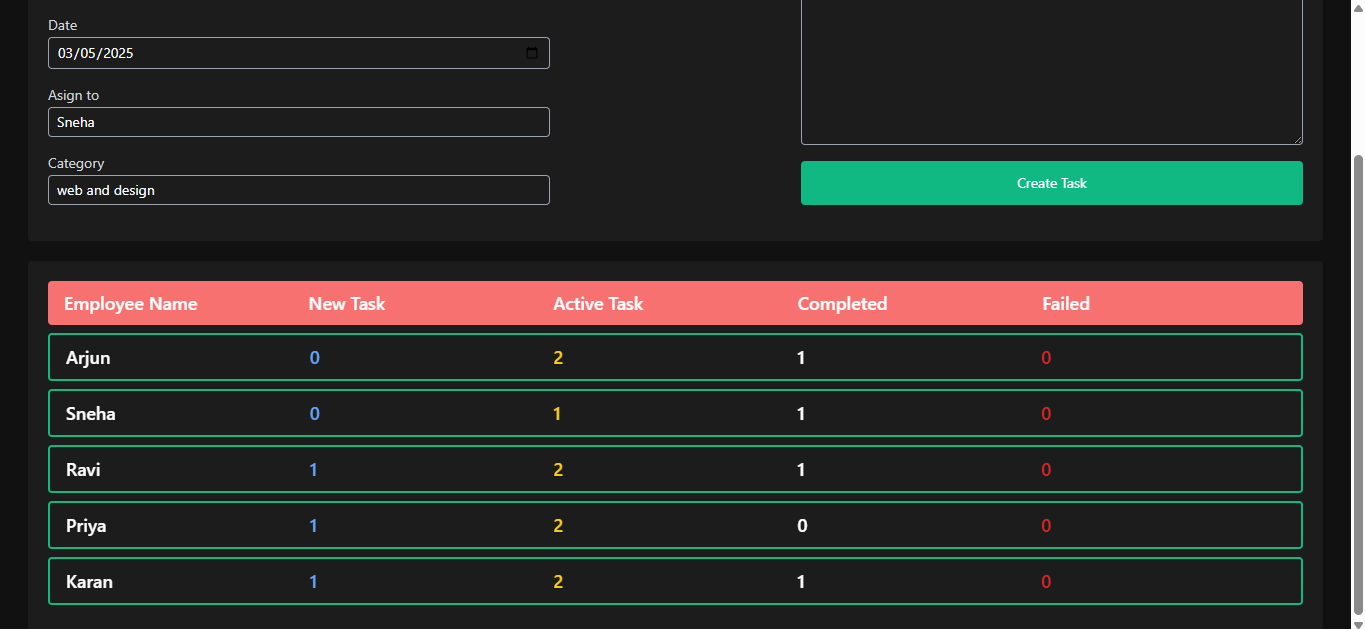 Date
03/05/2025
Asign to
Sneha
Category
web and design
Create Task
Employee Name New Task Active Task Completed Failed
Arjun 0 2 1 0
Sneha 0 1 1 0
Ravi 1 2 1 0
Priya 1 2 0 0
Karan 1 2 1 0